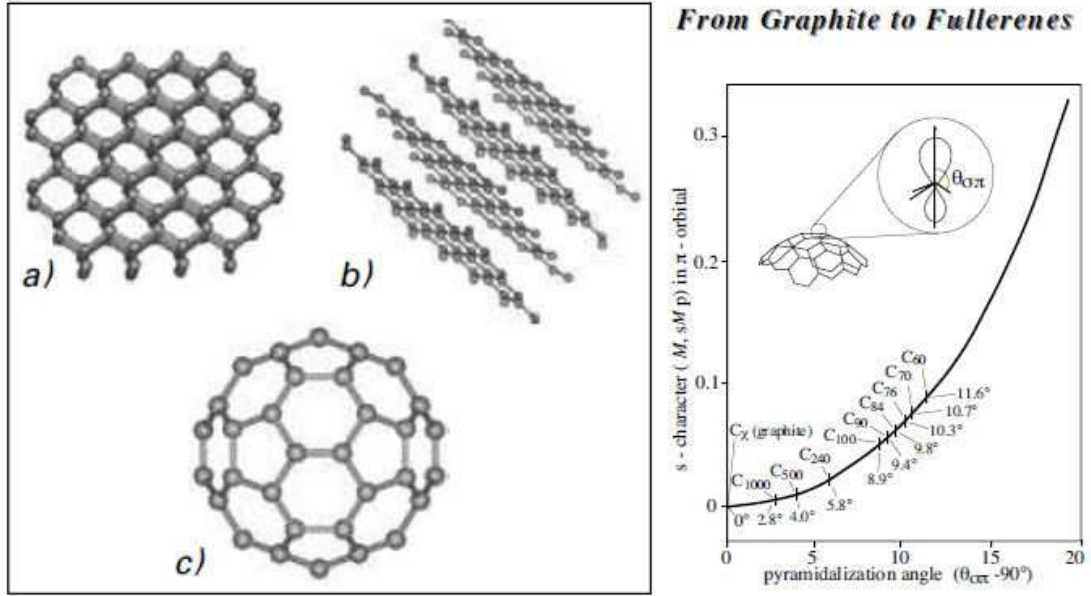 a)
b)
c)
From Graphite to Fullerenes
s - character ( M, sM p) in π - orbital
0.3
0.2
0.1
0
θσπ
C60
C70
C76
C84
C90
C100
C240
C500
C1000
Cχ (graphite)
11.6°
10.7°
10.3°
9.8°
9.4°
8.9°
5.8°
4.0°
2.8°
0°
0 5 10 15 20
pyramidalization angle (θσπ -90°)